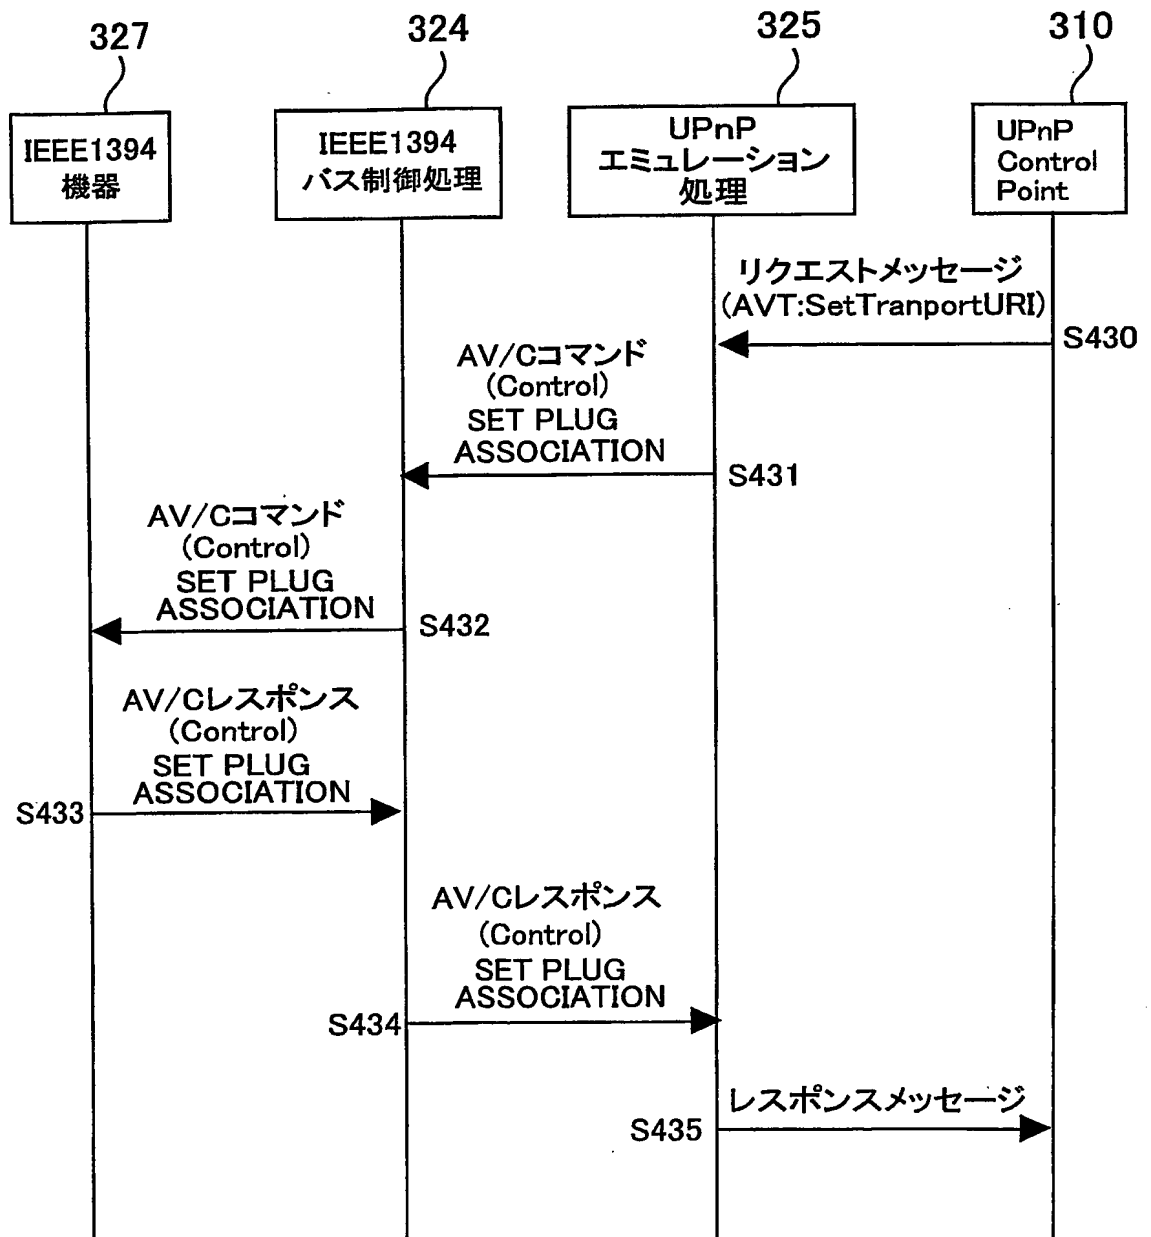 327
324
325
310
IEEE1394
機器
IEEE1394
バス制御処理
UPnP
エミュレーション
処理
UPnP
Control
Point
リクエストメッセージ
(AVT:SetTranportURI)
S430
AV/Cコマンド
(Control)
SET PLUG
ASSOCIATION
S431
AV/Cコマンド
(Control)
SET PLUG
ASSOCIATION
S432
AV/Cレスポンス
(Control)
SET PLUG
ASSOCIATION
S433
AV/Cレスポンス
(Control)
SET PLUG
ASSOCIATION
S434
レスポンスメッセージ
S435